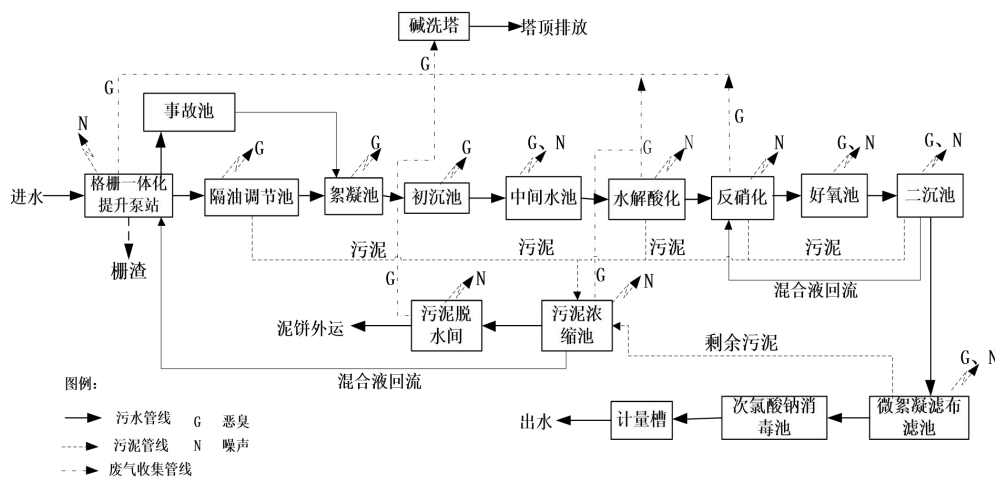 碱洗塔
塔顶排放
G
G
事故池
G
N
G
G
G
G、N
G
N
N
G、N
G、N
进水
格栅一体化
提升泵站
隔油调节池
絮凝池
初沉池
中间水池
水解酸化
反硝化
好氧池
二沉池
污泥
污泥
污泥
污泥
栅渣
G
G
N
N
混合液回流
泥饼外运
污泥脱
水间
污泥浓
缩池
剩余污泥
混合液回流
G、N
图例：
污水管线
G
恶臭
污泥管线
N
噪声
废气收集管线
出水
计量槽
次氯酸钠消
毒池
微絮凝滤布
滤池